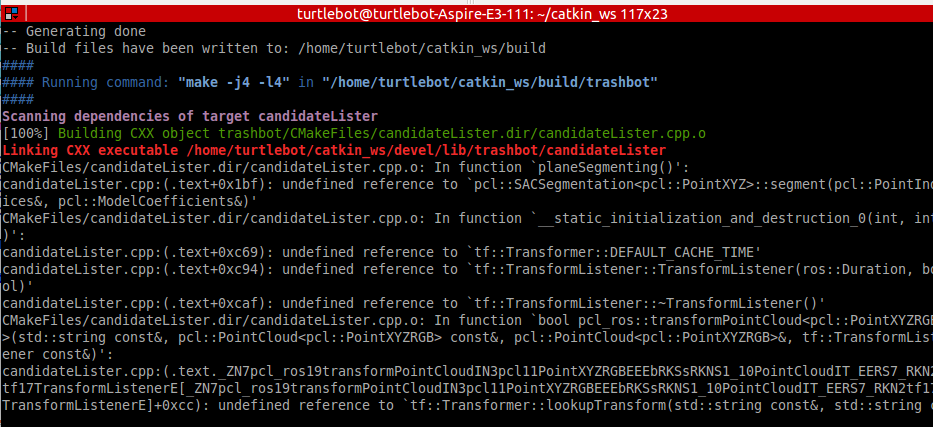 turtlebot@turtlebot-Aspire-E3-111: ~/catkin_ws 117x23
-- Generating done
-- Build files have been written to: /home/turtlebot/catkin_ws/build
####
#### Running command: "make -j4 -l4" in "/home/turtlebot/catkin_ws/build/trashbot"
####
Scanning dependencies of target candidateLister
[100%] Building CXX object trashbot/CMakeFiles/candidateLister.dir/candidateLister.cpp.o
Linking CXX executable /home/turtlebot/catkin_ws/devel/lib/trashbot/candidateLister
CMakeFiles/candidateLister.dir/candidateLister.cpp.o: In function `planeSegmenting()':
candidateLister.cpp:(.text+0x1bf): undefined reference to `pcl::SACSegmentation<pcl::PointXYZ>::segment(pcl::PointInd
ices&, pcl::ModelCoefficients&)'
CMakeFiles/candidateLister.dir/candidateLister.cpp.o: In function `__static_initialization_and_destruction_0(int, int
)':
candidateLister.cpp:(.text+0xc69): undefined reference to `tf::Transformer::DEFAULT_CACHE_TIME'
candidateLister.cpp:(.text+0xc94): undefined reference to `tf::TransformListener::TransformListener(ros::Duration, bo
ol)'
candidateLister.cpp:(.text+0xcaf): undefined reference to `tf::TransformListener::~TransformListener()'
CMakeFiles/candidateLister.dir/candidateLister.cpp.o: In function `bool pcl_ros::transformPointCloud<pcl::PointXYZRGB
>(std::string const&, pcl::PointCloud<pcl::PointXYZRGB> const&, pcl::PointCloud<pcl::PointXYZRGB>&, tf::TransformList
ener const&)':
candidateLister.cpp:(.text._ZN7pcl_ros19transformPointCloudIN3pcl11PointXYZRGBEEEbRKSsRKNS1_10PointCloudIT_EERS7_RKN2
tf17TransformListenerE[_ZN7pcl_ros19transformPointCloudIN3pcl11PointXYZRGBEEEbRKSsRKNS1_10PointCloudIT_EERS7_RKN2tf17
TransformListenerE]+0xcc): undefined reference to `tf::Transformer::lookupTransform(std::string const&, std::string c